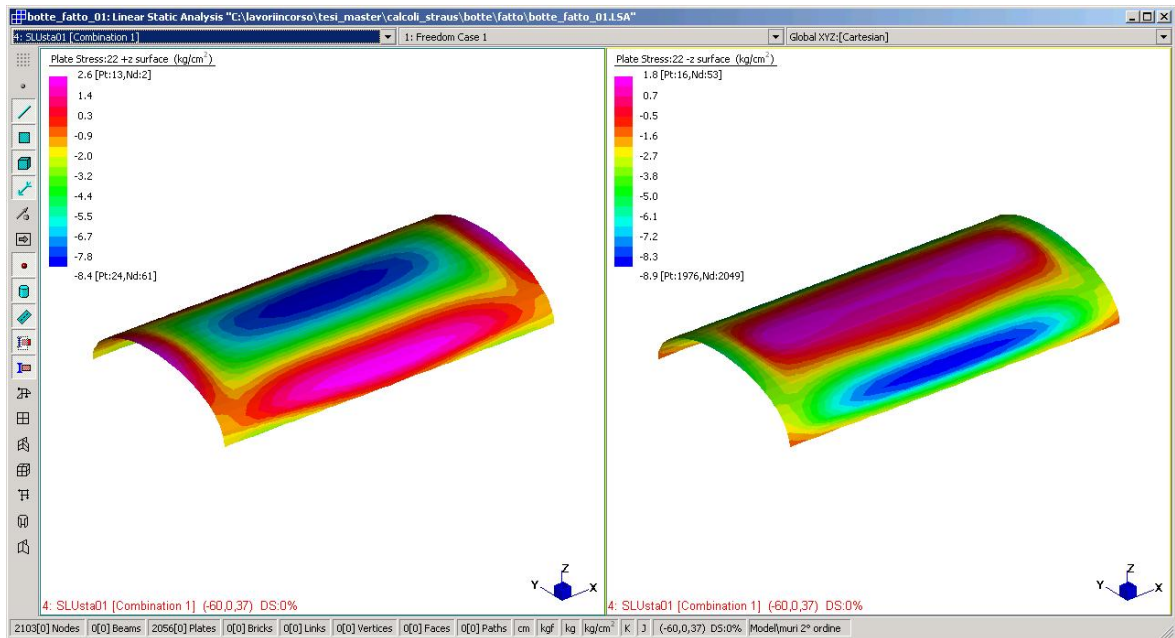 botte_fatto_01: Linear Static Analysis "C:\lavoriincorso\tesi_master\calcoli_straus\botte\fatto\botte_fatto_01.LSA"
4: SLUsta01 [Combination 1] 1: Freedom Case 1 Global XYZ:[Cartesian]
Plate Stress:22 +z surface (kg/cm²)
2.6 [Pt:13,Nd:2]
1.4
0.3
-0.9
-2.0
-3.2
-4.4
-5.5
-6.7
-7.8
-8.4 [Pt:24,Nd:61]
Y Z X
4: SLUsta01 [Combination 1] (-60,0,37) DS:0%
Plate Stress:22 -z surface (kg/cm²)
1.8 [Pt:16,Nd:53]
0.7
-0.5
-1.6
-2.7
-3.8
-5.0
-6.1
-7.2
-8.3
-8.9 [Pt:1976,Nd:2049]
Y Z X
4: SLUsta01 [Combination 1] (-60,0,37) DS:0%
2103[0] Nodes 0[0] Beams 2056[0] Plates 0[0] Bricks 0[0] Links 0[0] Vertices 0[0] Faces 0[0] Paths cm kgf kg kg/cm² K J (-60,0,37) DS:0% Model\muri 2° ordine